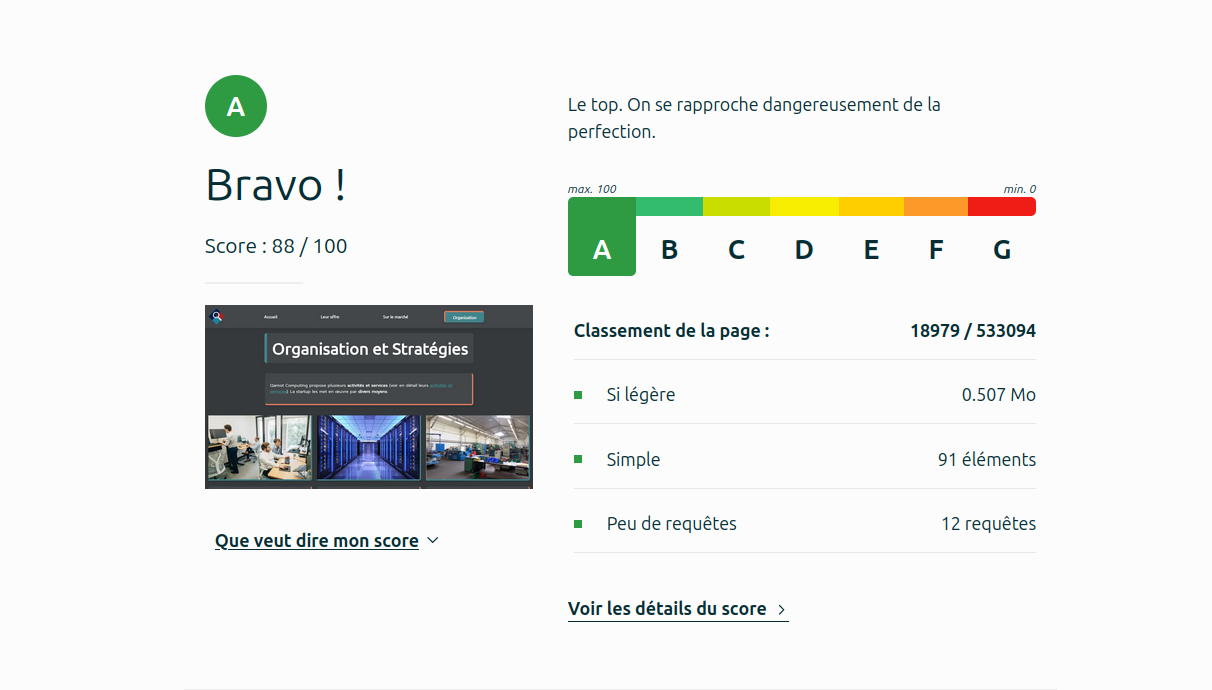 A
Bravo !
Score : 88 / 100
Accueil
Leur offre
Sur le marché
Organisation
Organisation et Stratégies
Qarnot Computing propose plusieurs activités et services (voir en détail leurs activités et
services). La startup les met en œuvre par divers moyens.
Que veut dire mon score
Le top. On se rapproche dangereusement de la
perfection.
max. 100
min. 0
A B C D E F G
Classement de la page : 18979 / 533094
Si légère 0.507 Mo
Simple 91 éléments
Peu de requêtes 12 requêtes
Voir les détails du score